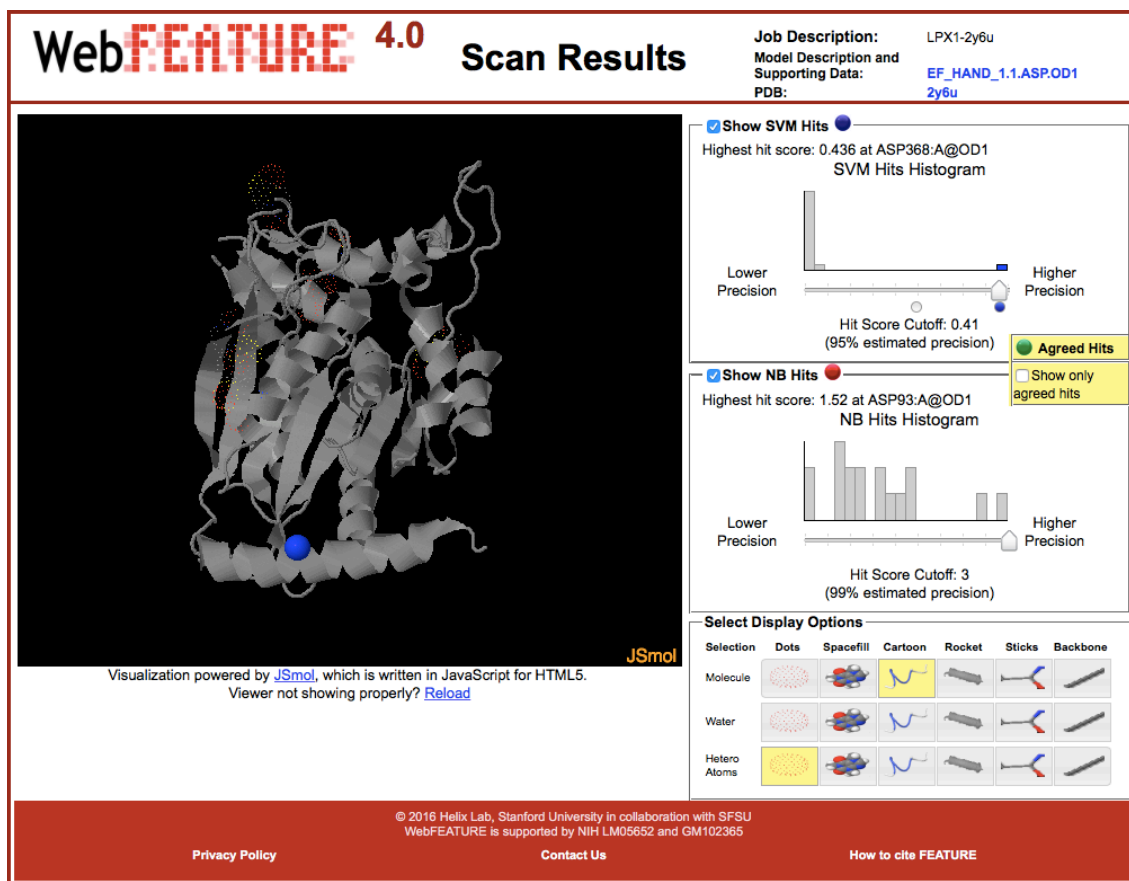 WebFEATURE 4.0
Scan Results
Job Description: LPX1-2y6u
Model Description and
Supporting Data: EF_HAND_1.1.ASP.OD1
PDB: 2y6u
JSmol
Visualization powered by JSmol, which is written in JavaScript for HTML5.
Viewer not showing properly? Reload
Show SVM Hits
Highest hit score: 0.436 at ASP368:A@OD1
SVM Hits Histogram
Lower
Precision
Higher
Precision
Hit Score Cutoff: 0.41
(95% estimated precision)
Agreed Hits
Show only
agreed hits
Show NB Hits
Highest hit score: 1.52 at ASP93:A@OD1
NB Hits Histogram
Lower
Precision
Higher
Precision
Hit Score Cutoff: 3
(99% estimated precision)
Select Display Options
Selection Dots Spacefill Cartoon Rocket Sticks Backbone
Molecule
Water
Hetero
Atoms
© 2016 Helix Lab, Stanford University in collaboration with SFSU
WebFEATURE is supported by NIH LM05652 and GM102365
Privacy Policy Contact Us How to cite FEATURE